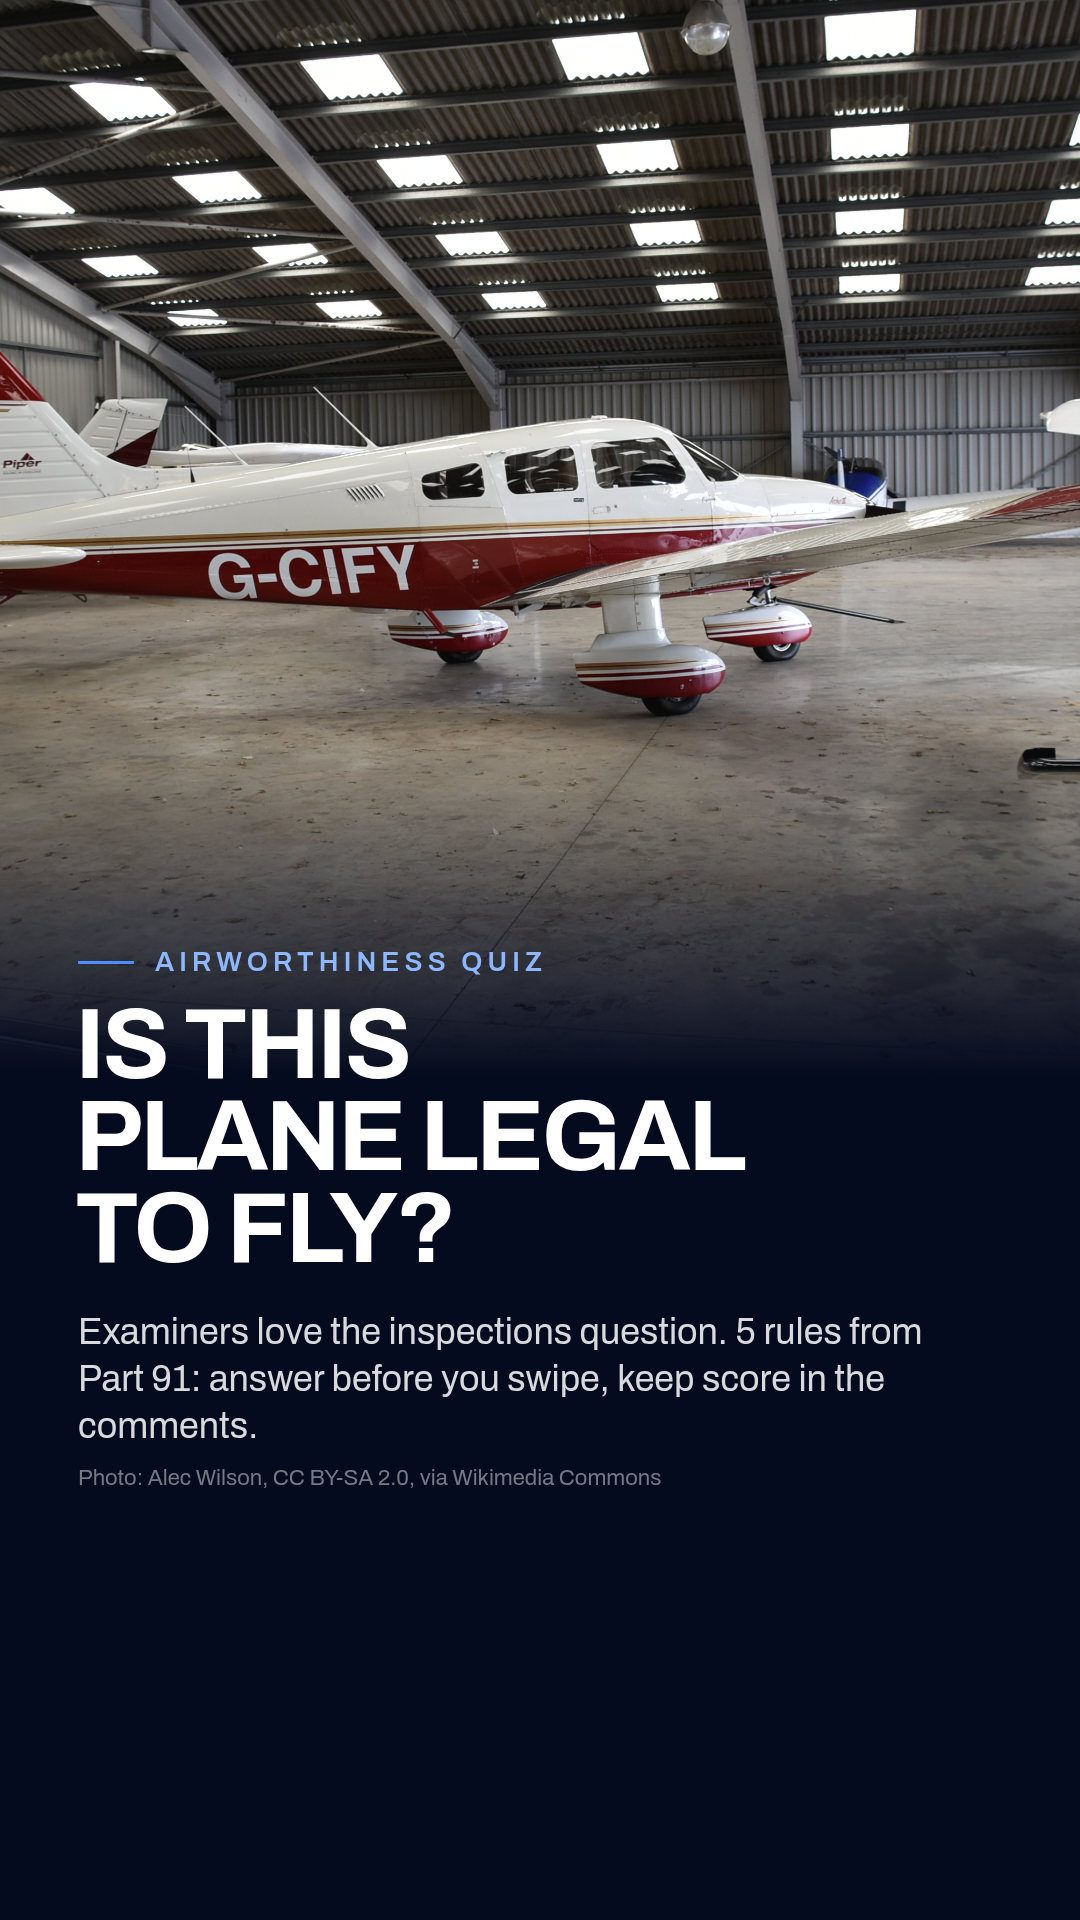 Piper
G-CIFY
AIRWORTHINESS QUIZ
IS THIS
PLANE LEGAL
TO FLY?
Examiners love the inspections question. 5 rules from
Part 91: answer before you swipe, keep score in the
comments.
Photo: Alec Wilson, CC BY-SA 2.0, via Wikimedia Commons